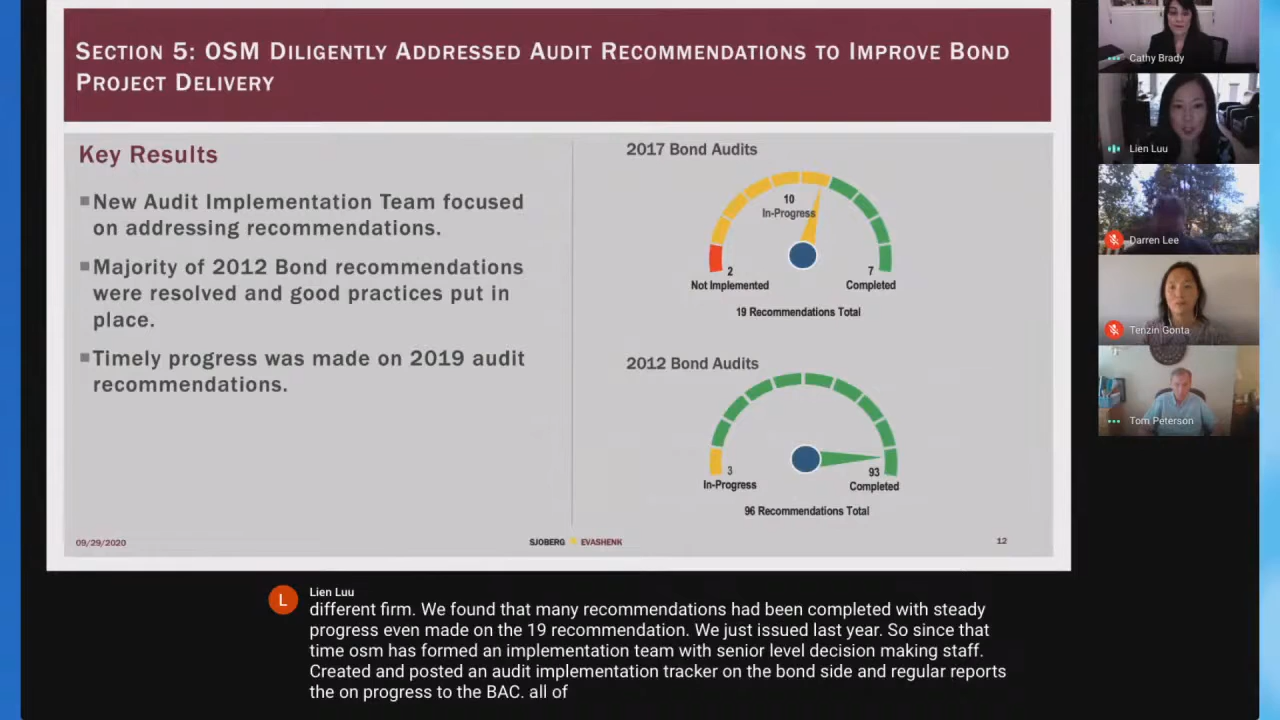 SECTION 5: OSM DILIGENTLY ADDRESSED AUDIT RECOMMENDATIONS TO IMPROVE BOND
PROJECT DELIVERY
Key Results
New Audit Implementation Team focused
on addressing recommendations.
Majority of 2012 Bond recommendations
were resolved and good practices put in
place.
Timely progress was made on 2019 audit
recommendations.
2017 Bond Audits
10
In-Progress
2
Not Implemented
7
Completed
19 Recommendations Total
2012 Bond Audits
3
In-Progress
93
Completed
96 Recommendations Total
09/29/2020
SJOBERG EVASHENK
12
Cathy Brady
Lien Luu
Darren Lee
Tenzin Gonta
Tom Peterson
L
Lien Luu
different firm. We found that many recommendations had been completed with steady
progress even made on the 19 recommendation. We just issued last year. So since that
time osm has formed an implementation team with senior level decision making staff.
Created and posted an audit implementation tracker on the bond side and regular reports
the on progress to the BAC. all of